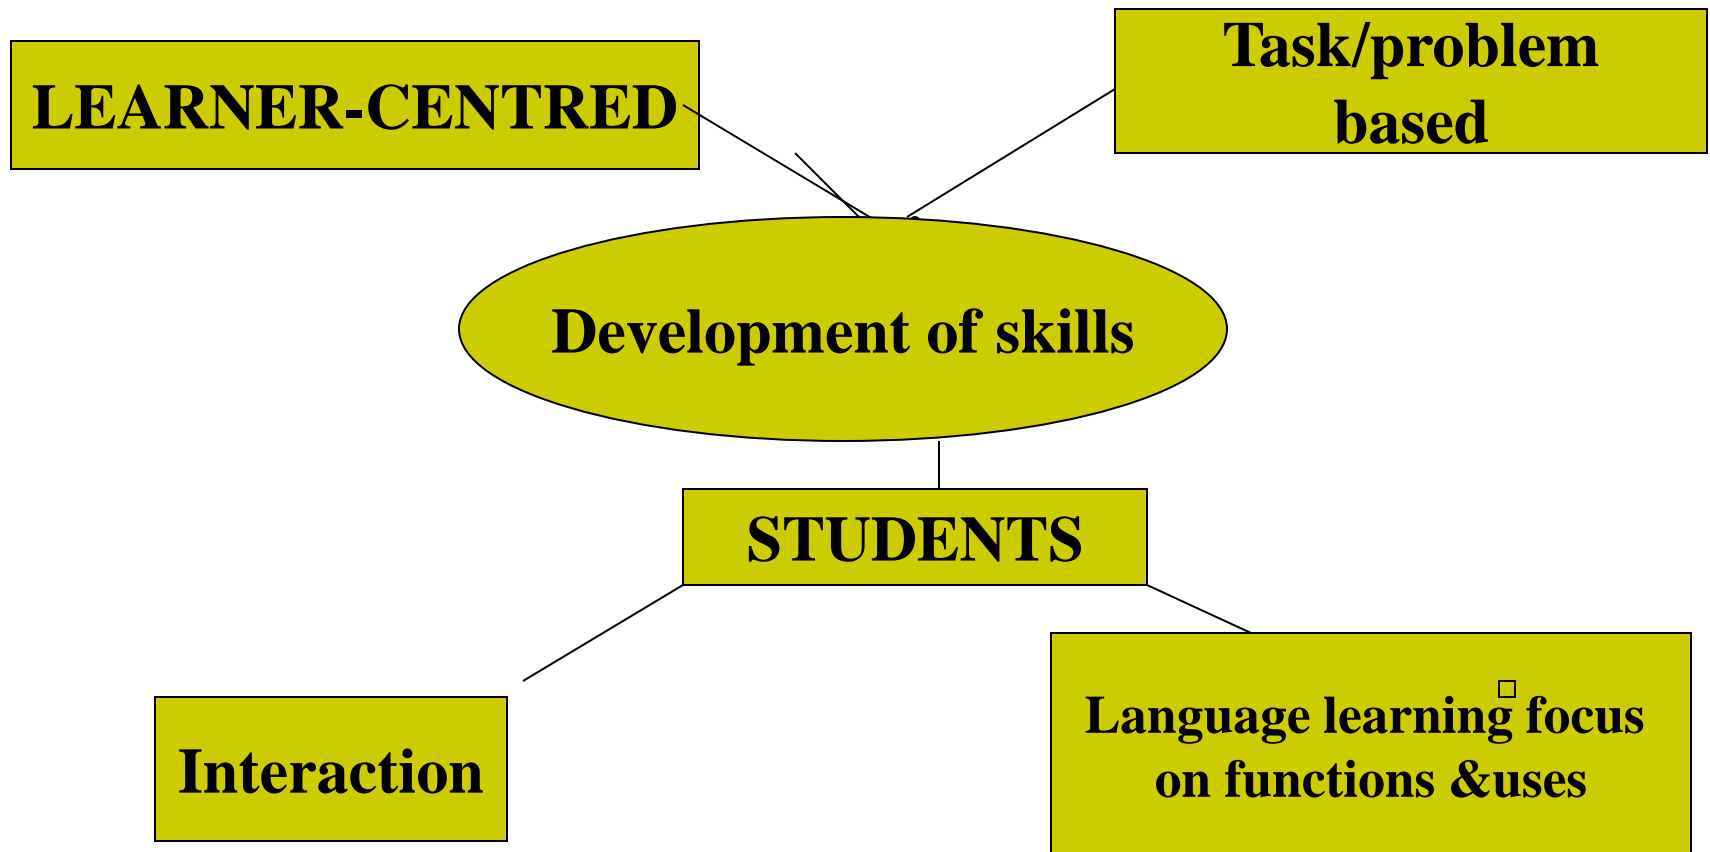 LEARNER-CENTRED
Task/problem
based
Development of skills
STUDENTS
Interaction
Language learning focus
on functions &uses